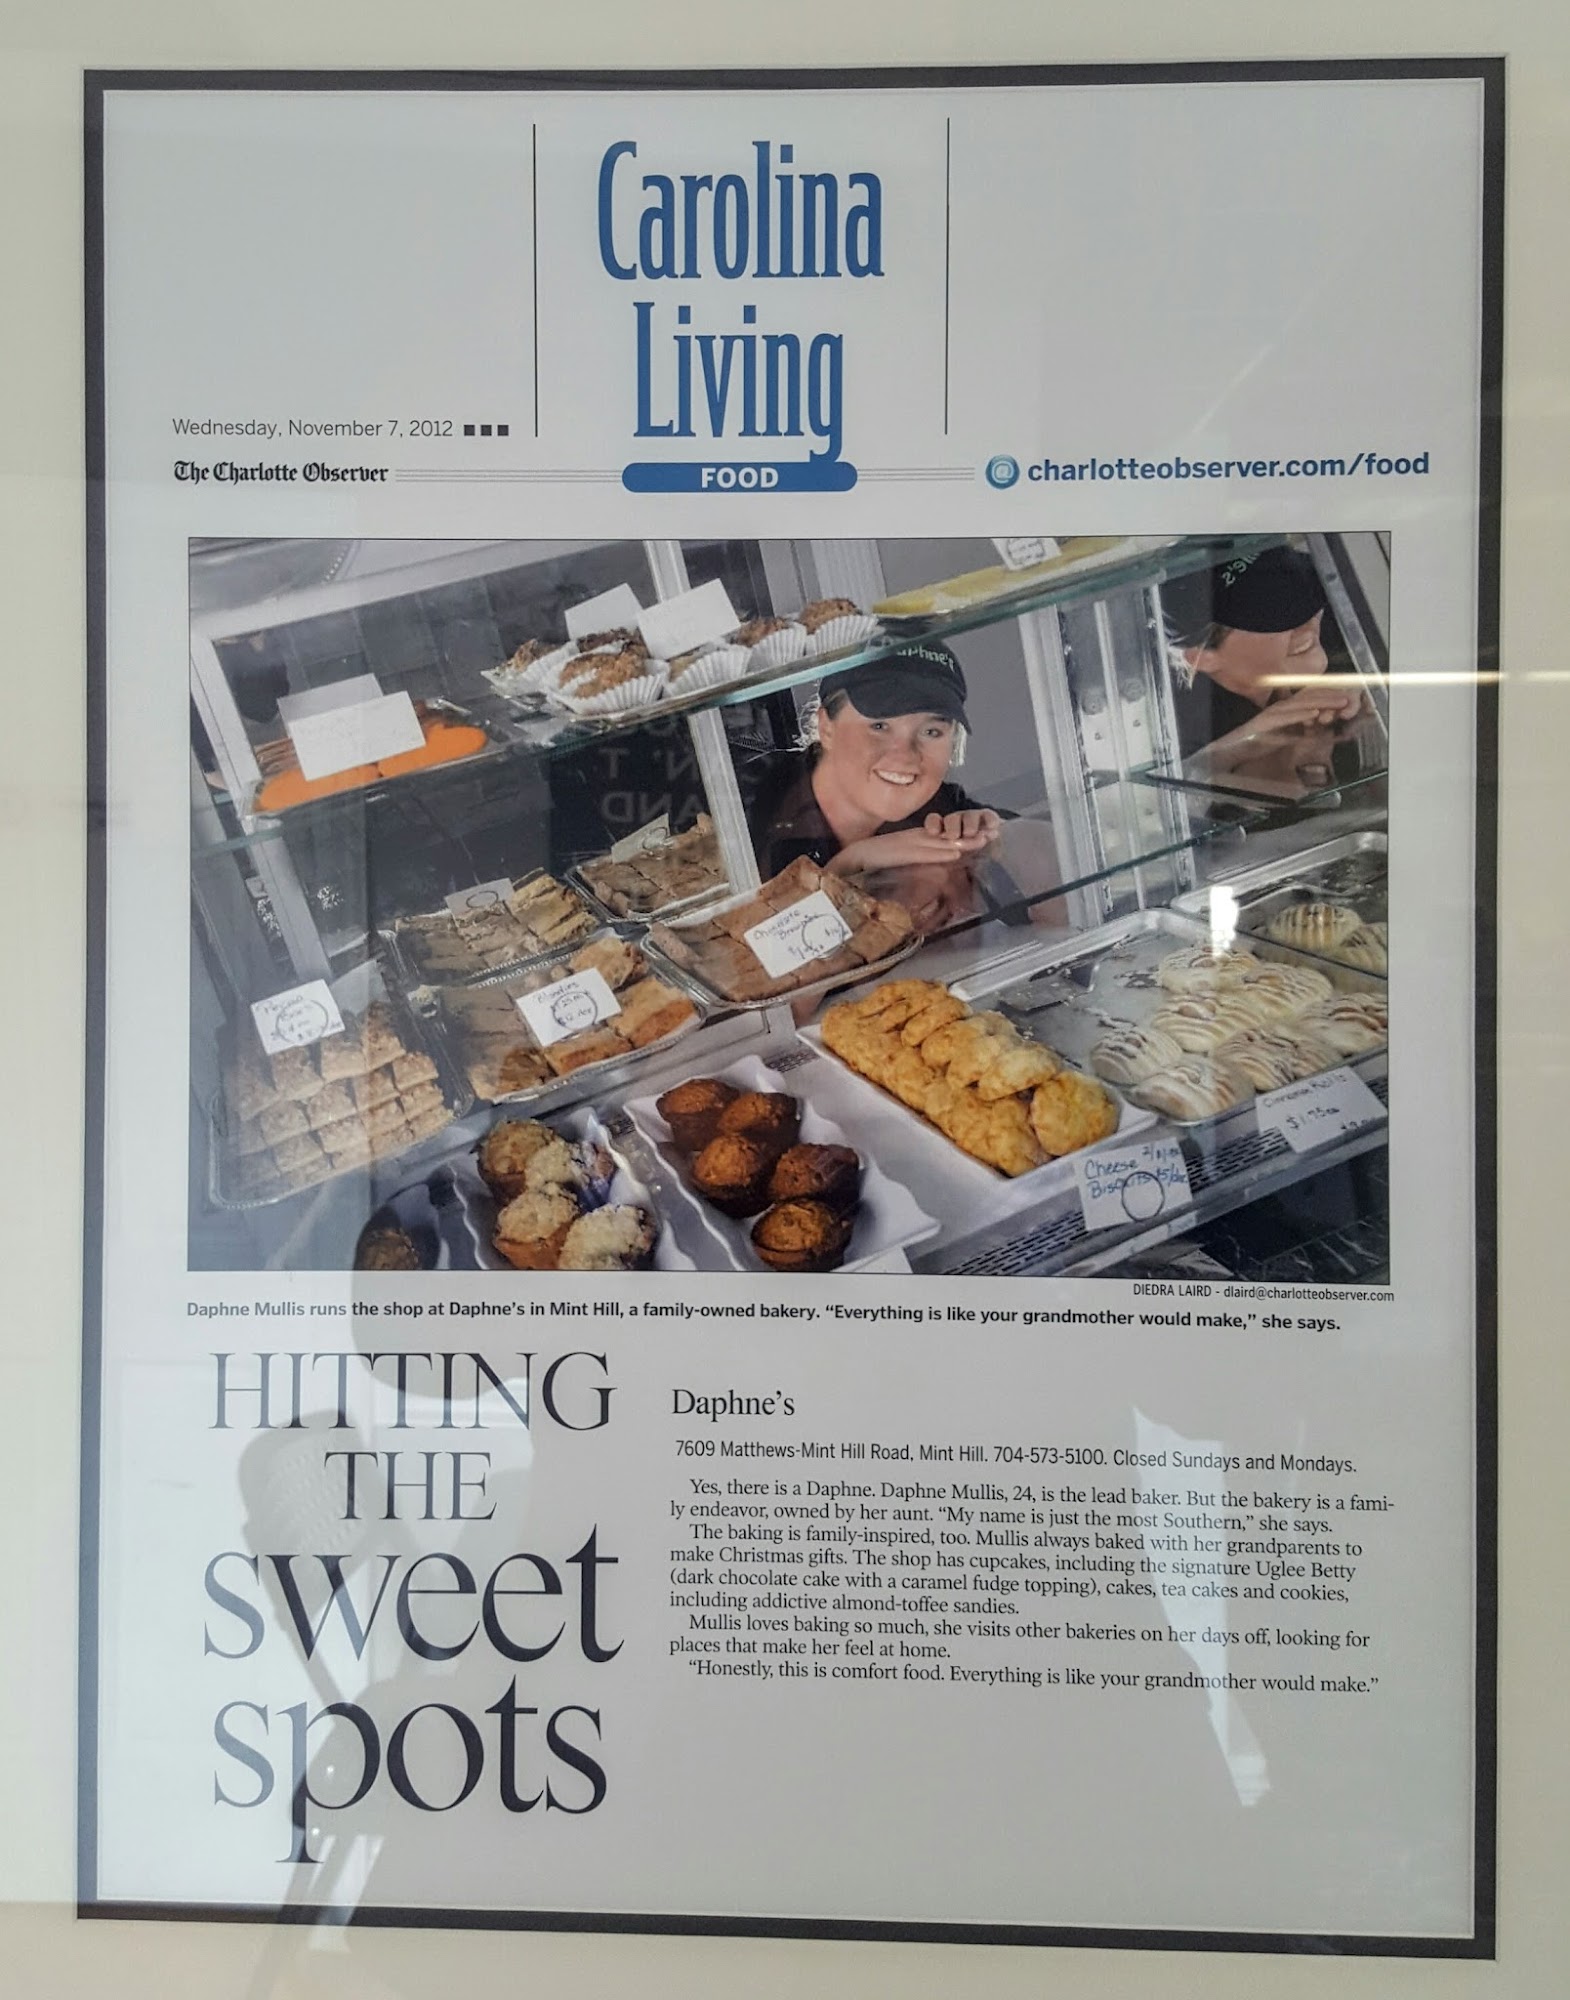 Carolina
Living
Wednesday, November 7, 2012
The Charlotte Observer
FOOD
@ charlotteobserver.com/food
Daphne's
Chocolate
Brownies
Blondies
Cinnamon Rolls
$1.75 ea
Cheese
Biscuits
DIEDRA LAIRD - dlaird@charlotteobserver.com
Daphne Mullis runs the shop at Daphne's in Mint Hill, a family-owned bakery. “Everything is like your grandmother would make,” she says.
HITTING
THE
sweet
spots
Daphne's
7609 Matthews-Mint Hill Road, Mint Hill. 704-573-5100. Closed Sundays and Mondays.
Yes, there is a Daphne. Daphne Mullis, 24, is the lead baker. But the bakery is a fami-
ly endeavor, owned by her aunt. “My name is just the most Southern,” she says.
The baking is family-inspired, too. Mullis always baked with her grandparents to
make Christmas gifts. The shop has cupcakes, including the signature Uglee Betty
(dark chocolate cake with a caramel fudge topping), cakes, tea cakes and cookies,
including addictive almond-toffee sandies.
Mullis loves baking so much, she visits other bakeries on her days off, looking for
places that make her feel at home.
“Honestly, this is comfort food. Everything is like your grandmother would make.”